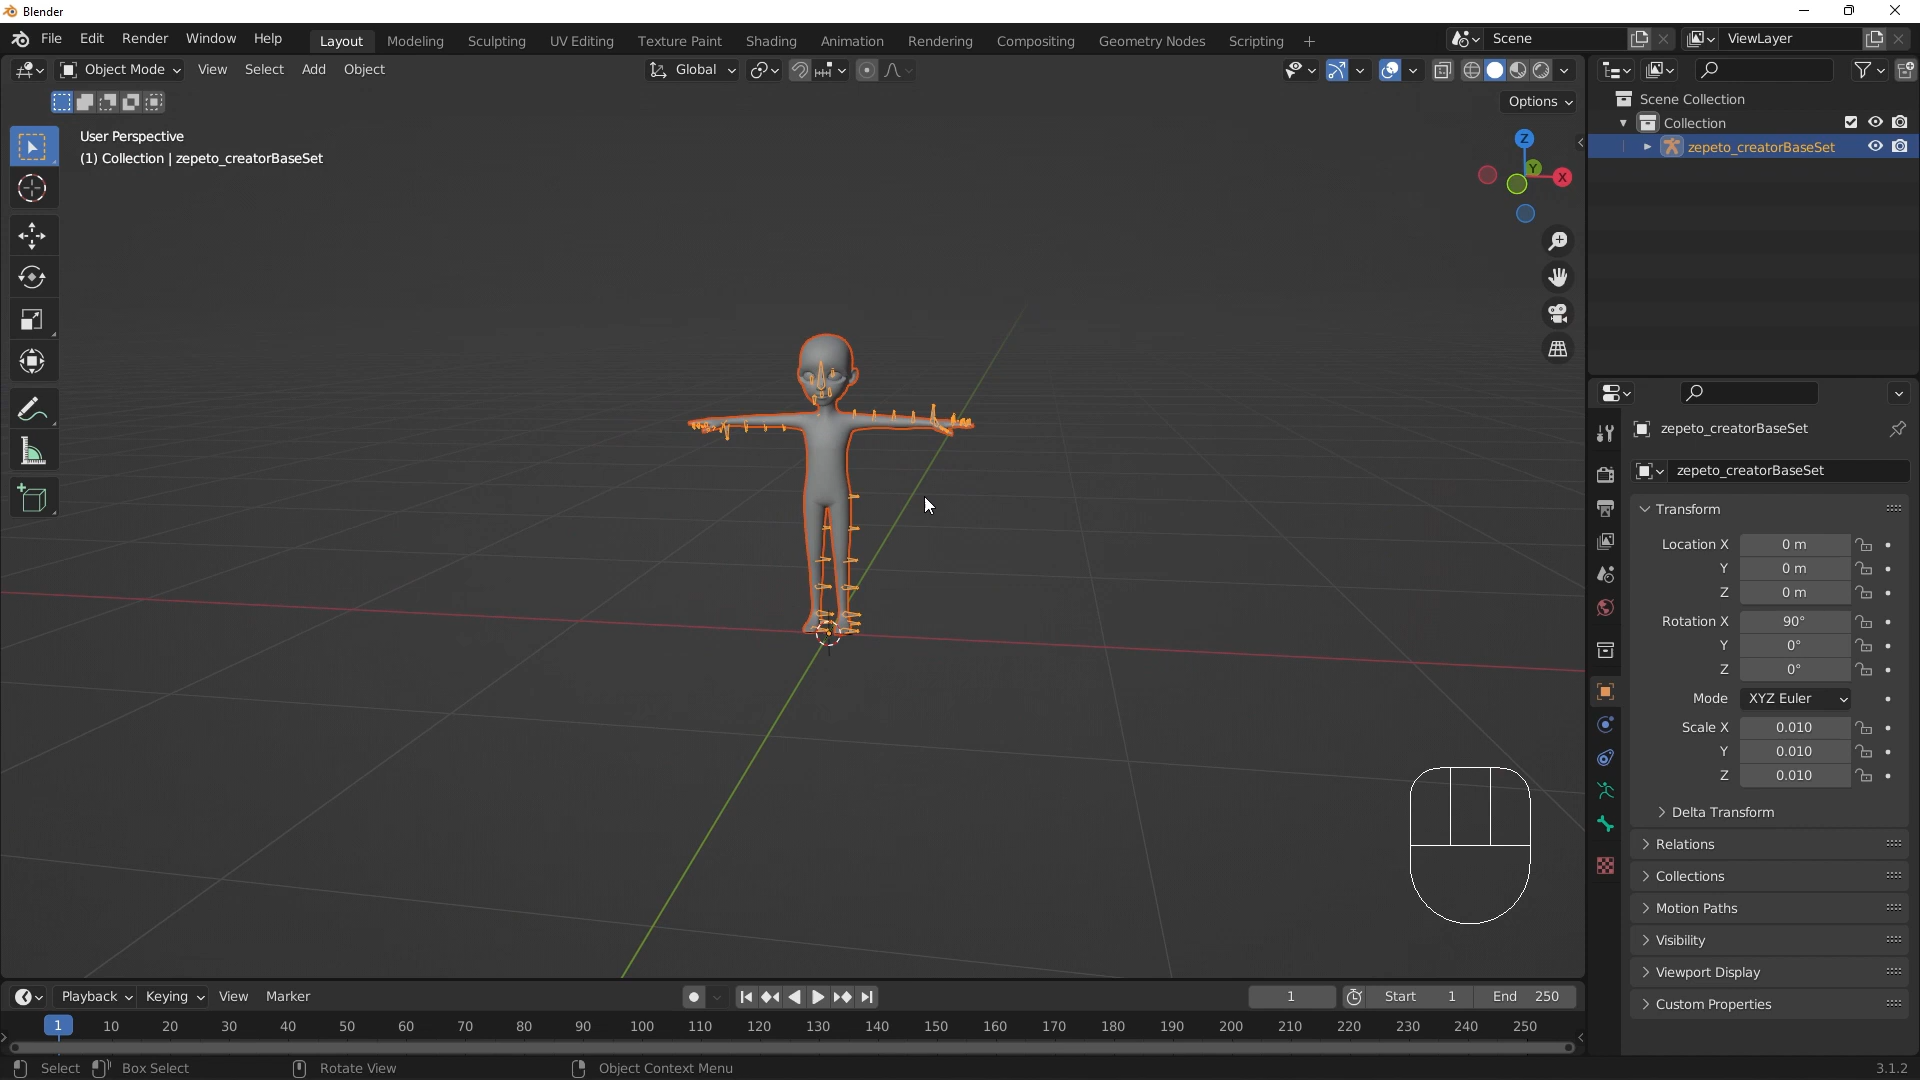 Blender
File Edit Render Window Help Layout Modeling Sculpting UV Editing Texture Paint Shading Animation Rendering Compositing Geometry Nodes Scripting + Scene ViewLayer
Object Mode View Select Add Object Global
Options
User Perspective
(1) Collection | zepeto_creatorBaseSet
Z
Y
X
Scene Collection
Collection
zepeto_creatorBaseSet
zepeto_creatorBaseSet
zepeto_creatorBaseSet
Transform
Location X 0 m
Y 0 m
Z 0 m
Rotation X 90°
Y 0°
Z 0°
Mode XYZ Euler
Scale X 0.010
Y 0.010
Z 0.010
Delta Transform
Relations
Collections
Motion Paths
Visibility
Viewport Display
Custom Properties
Playback Keying View Marker 1 Start 1 End 250
1 10 20 30 40 50 60 70 80 90 100 110 120 130 140 150 160 170 180 190 200 210 220 230 240 250
Select Box Select Rotate View Object Context Menu 3.1.2